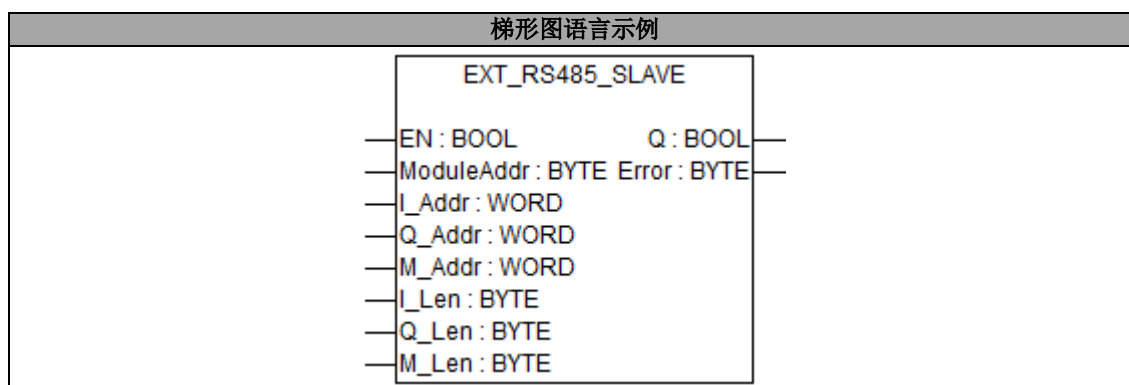 梯形图语言示例
EXT_RS485_SLAVE
EN : BOOL Q : BOOL
ModuleAddr : BYTE Error : BYTE
I_Addr : WORD
Q_Addr : WORD
M_Addr : WORD
I_Len : BYTE
Q_Len : BYTE
M_Len : BYTE